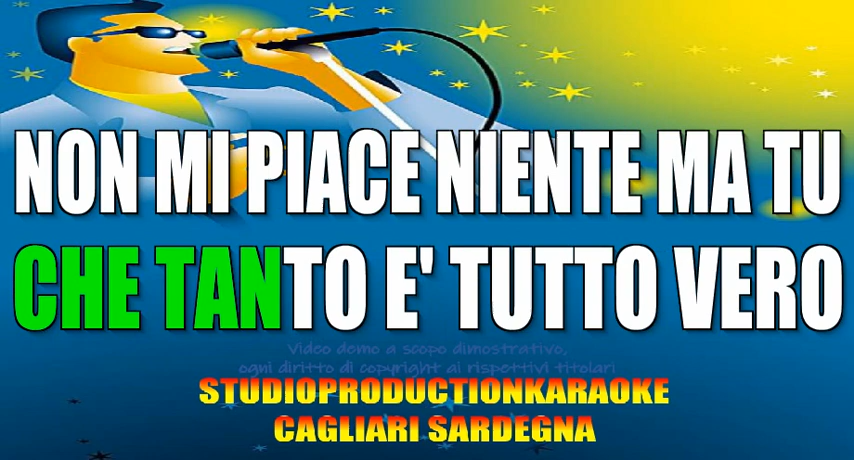 NON MI PIACE NIENTE MA TU
CHE TANTO E' TUTTO VERO
Video demo a scopo dimostrativo,
ogni diritto di copyright ai rispettivi titolari
STUDIOPRODUCTIONKARAOKE
CAGLIARI SARDEGNA